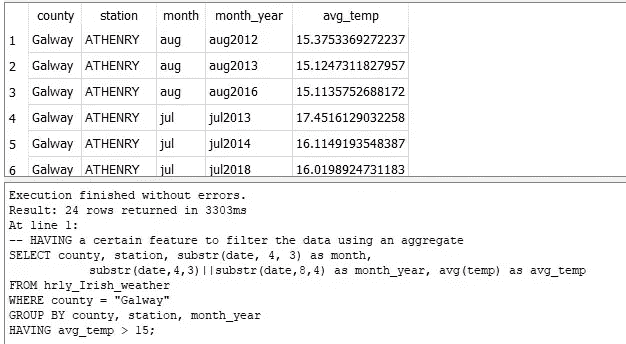 county station month month_year avg_temp
1 Galway ATHENRY aug aug2012 15.3753369272237
2 Galway ATHENRY aug aug2013 15.1247311827957
3 Galway ATHENRY aug aug2016 15.1135752688172
4 Galway ATHENRY jul jul2013 17.4516129032258
5 Galway ATHENRY jul jul2014 16.1149193548387
6 Galway ATHENRY jul jul2018 16.0198924731183
Execution finished without errors.
Result: 24 rows returned in 3303ms
At line 1:
-- HAVING a certain feature to filter the data using an aggregate
SELECT county, station, substr(date, 4, 3) as month,
substr(date,4,3)||substr(date,8,4) as month_year, avg(temp) as avg_temp
FROM hrly_Irish_weather
WHERE county = "Galway"
GROUP BY county, station, month_year
HAVING avg_temp > 15;